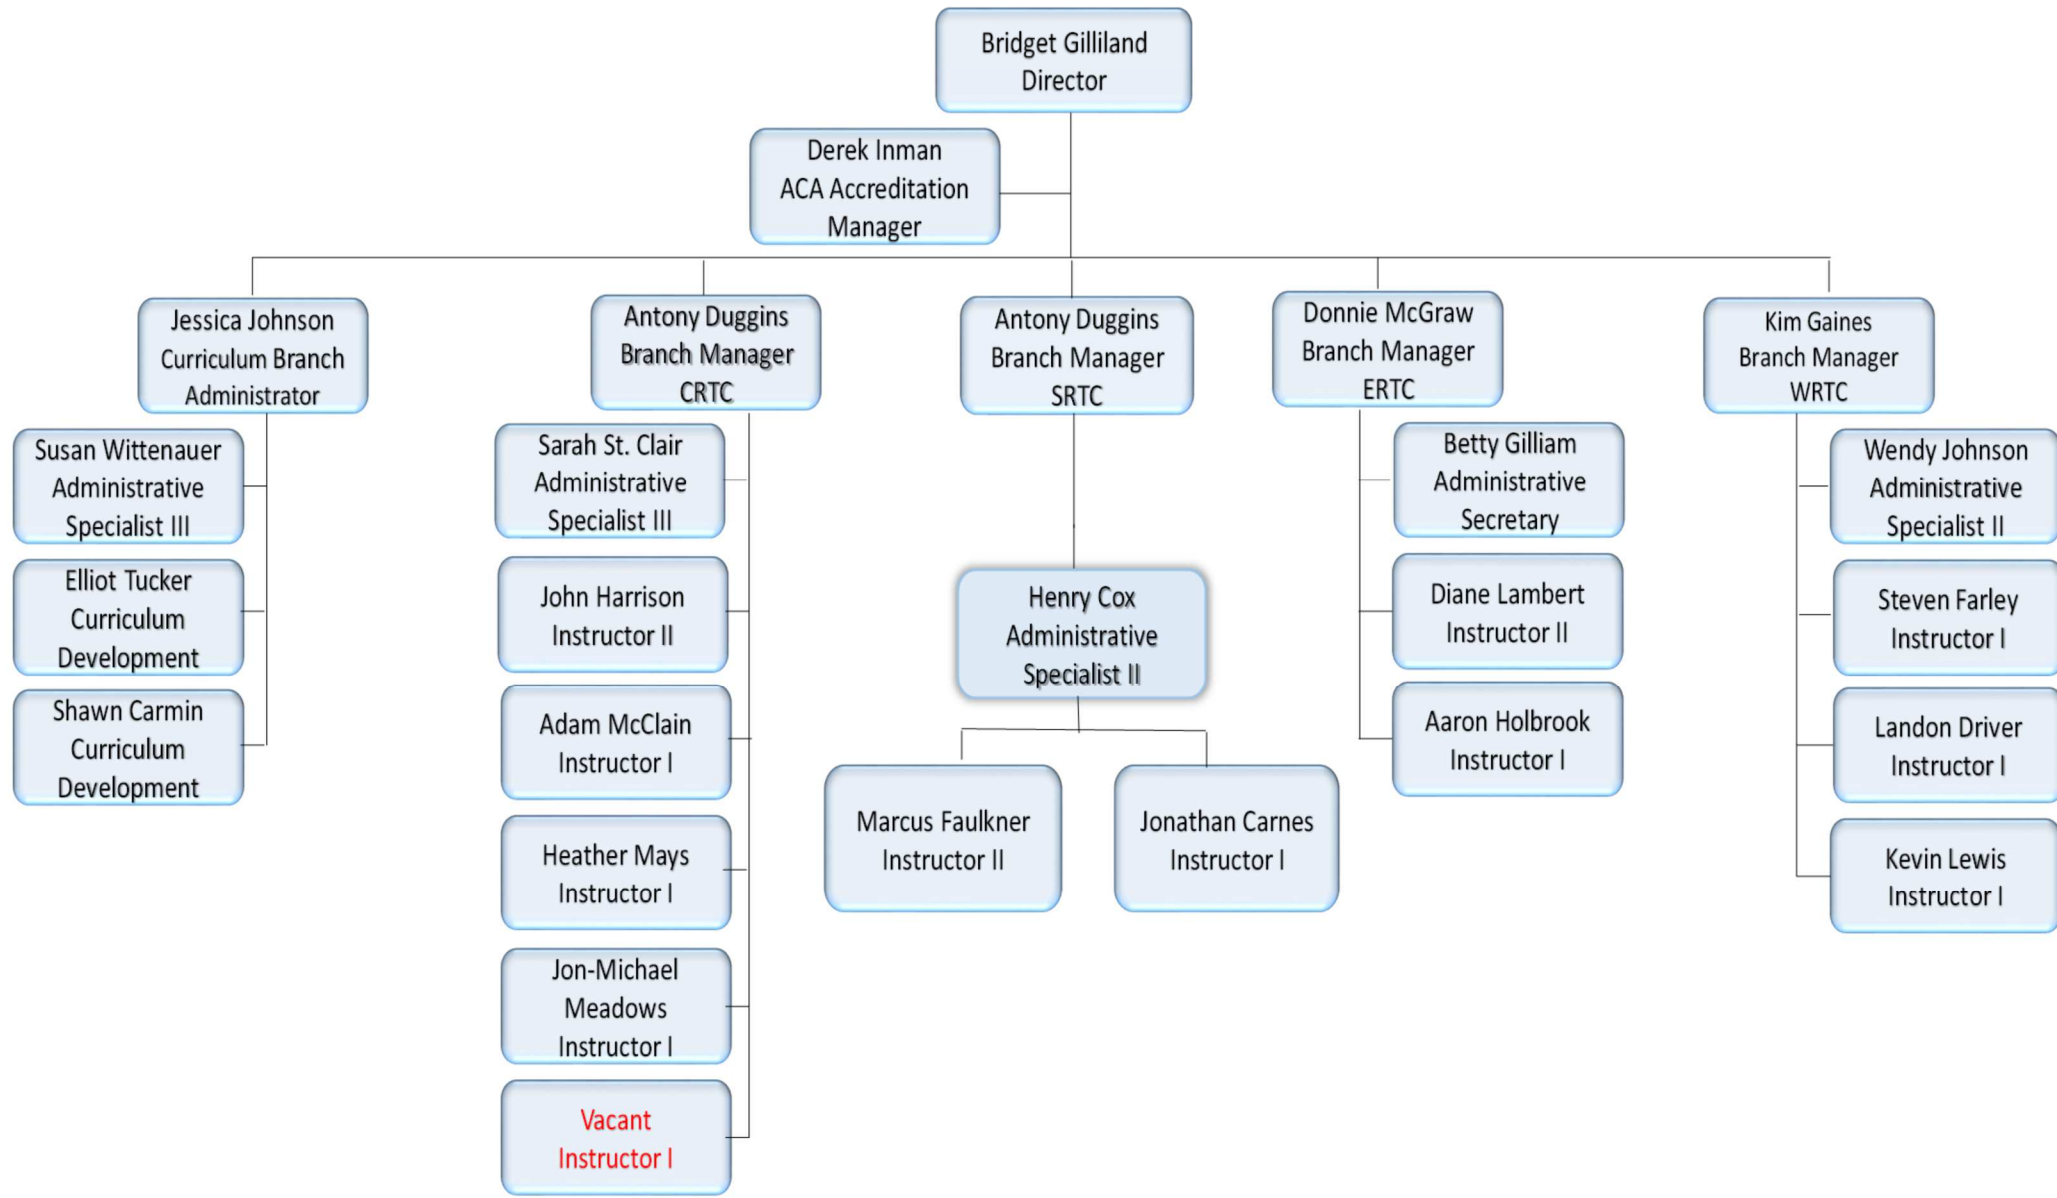 Bridget Gilliland
Director
Derek Inman
ACA Accreditation
Manager
Jessica Johnson
Curriculum Branch
Administrator
Antony Duggins
Branch Manager
CRTC
Antony Duggins
Branch Manager
SRTC
Donnie McGraw
Branch Manager
ERTC
Kim Gaines
Branch Manager
WRTC
Susan Wittenauer
Administrative
Specialist III
Elliot Tucker
Curriculum
Development
Shawn Carmin
Curriculum
Development
Sarah St. Clair
Administrative
Specialist III
John Harrison
Instructor II
Adam McClain
Instructor I
Heather Mays
Instructor I
Jon-Michael
Meadows
Instructor I
Vacant
Instructor I
Henry Cox
Administrative
Specialist II
Marcus Faulkner
Instructor II
Jonathan Carnes
Instructor I
Betty Gilliam
Administrative
Secretary
Diane Lambert
Instructor II
Aaron Holbrook
Instructor I
Wendy Johnson
Administrative
Specialist II
Steven Farley
Instructor I
Landon Driver
Instructor I
Kevin Lewis
Instructor I